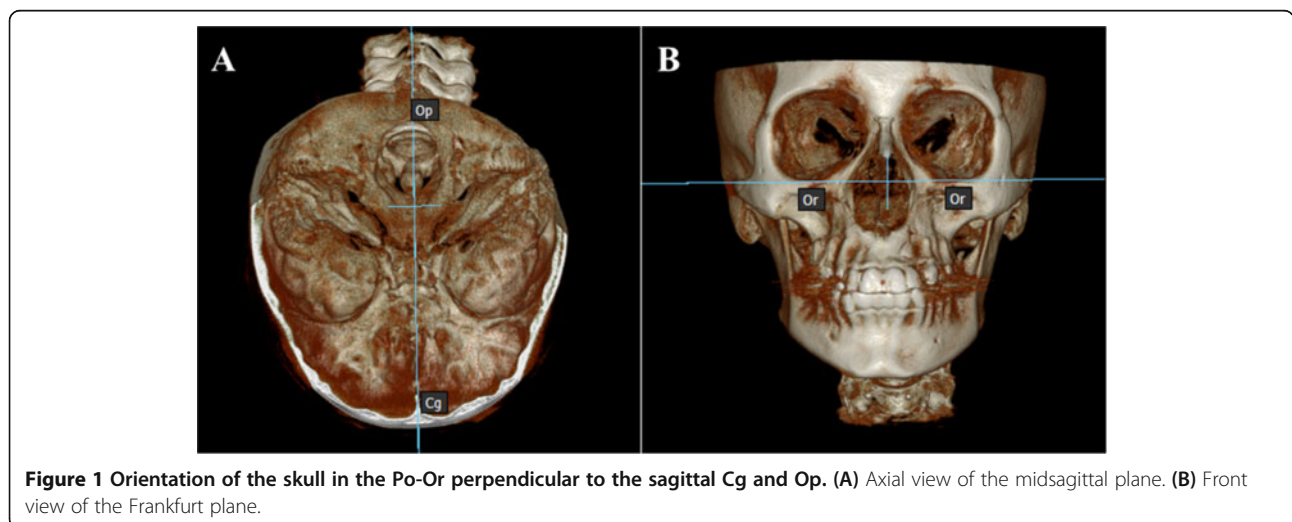 A
B
Op
Or
Or
Cg
Figure 1 Orientation of the skull in the Po-Or perpendicular to the sagittal Cg and Op. (A) Axial view of the midsagittal plane. (B) Front
view of the Frankfurt plane.